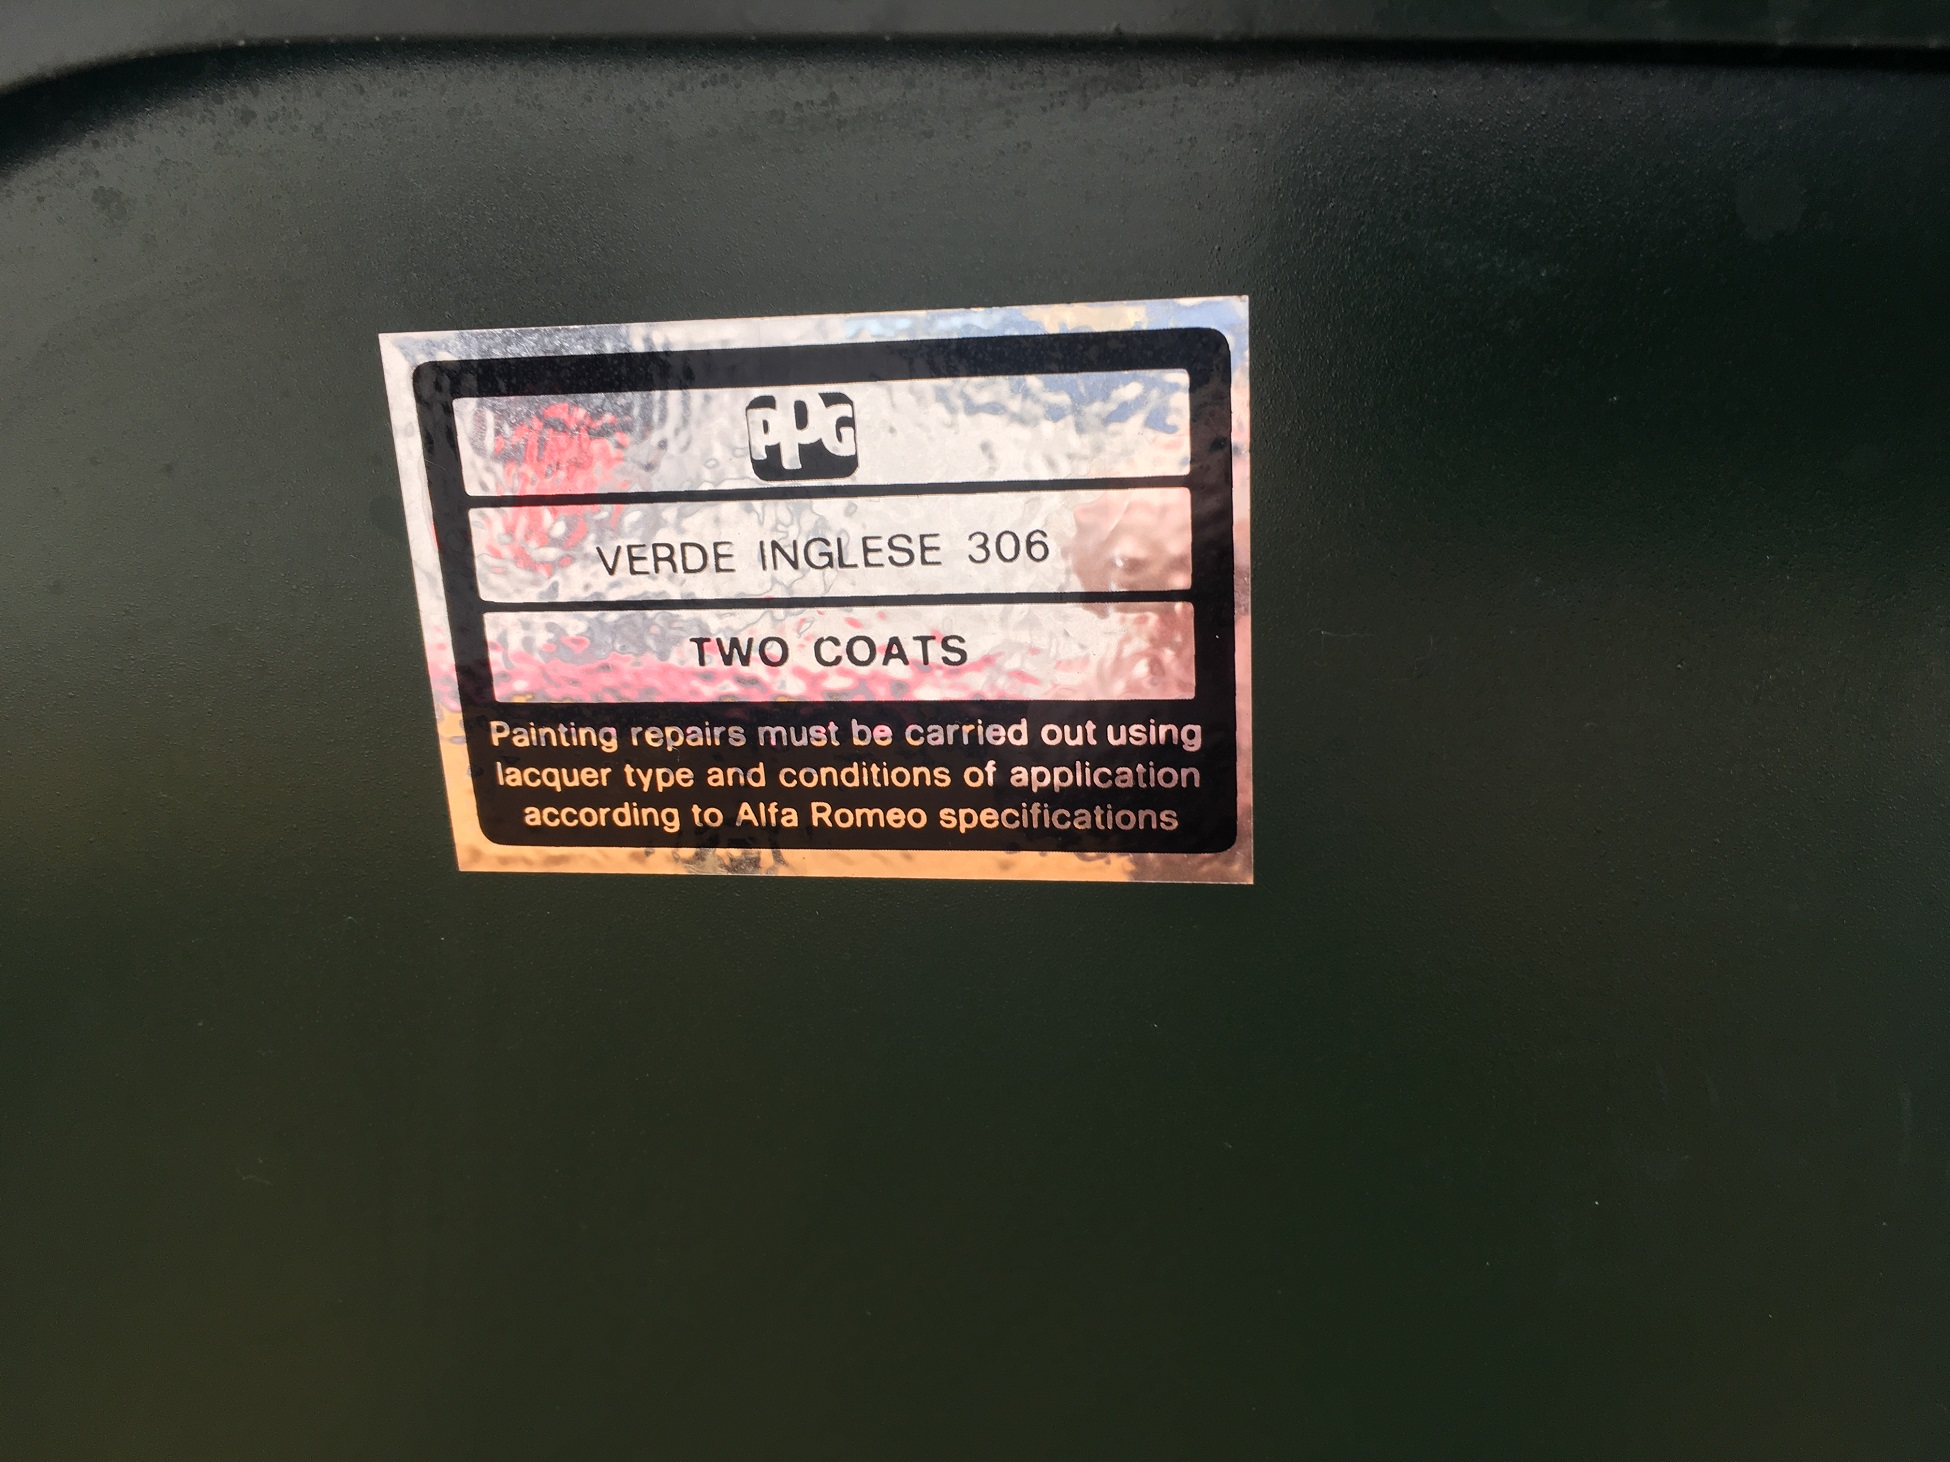 PPG
VERDE INGLESE 306
TWO COATS
Painting repairs must be carried out using
lacquer type and conditions of application
according to Alfa Romeo specifications